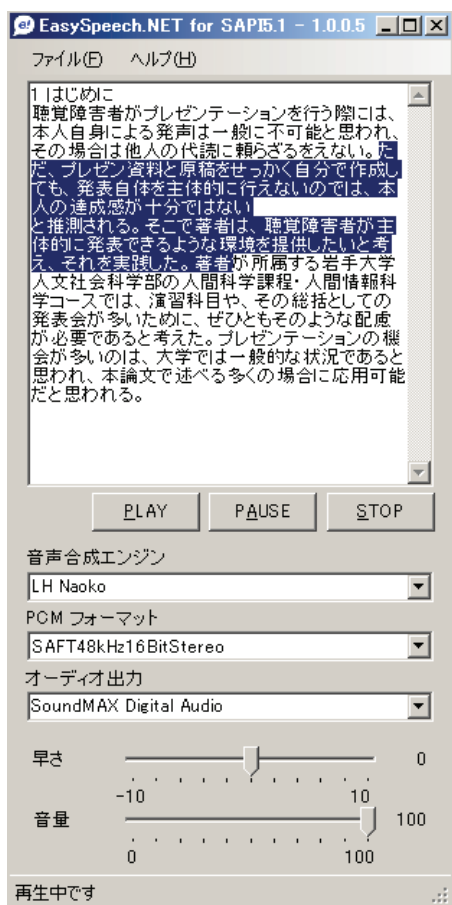 EasySpeech.NET for SAPI5.1 - 1.0.0.5
ファイル(F) ヘルプ(H)
1 はじめに
聴覚障害者がプレゼンテーションを行う際には、
本人自身による発声は一般に不可能と思われ、
その場合は他人の代読に頼らざるをえない。た
だ、プレゼン資料と原稿をせっかく自分で作成し
ても、発表自体を主体的に行えないのでは、本
人の達成感が十分ではない
と推測される。そこで著者は、聴覚障害者が主
体的に発表できるような環境を提供したいと考
え、それを実践した。著者が所属する岩手大学
人文社会科学部の人間科学課程・人間情報科
学コースでは、演習科目や、その総括としての
発表会が多いために、ぜひともそのような配慮
が必要であると考えた。プレゼンテーションの機
会が多いのは、大学では一般的な状況であると
思われ、本論文で述べる多くの場合に応用可能
だと思われる。
PLAY PAUSE STOP
音声合成エンジン
LH Naoko
PCM フォーマット
SAFT48kHz16BitStereo
オーディオ出力
SoundMAX Digital Audio
早さ 0
-10 10
音量 100
0 100
再生中です